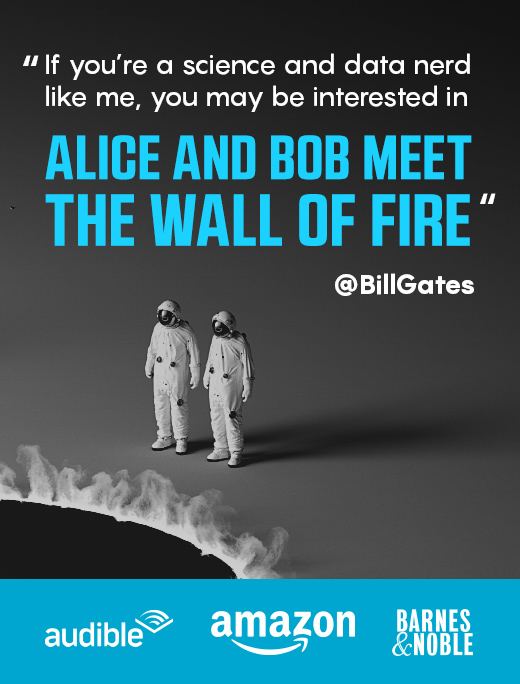 “If you’re a science and data nerd
like me, you may be interested in
ALICE AND BOB MEET
THE WALL OF FIRE“
@BillGates
audible
amazon
BARNES
&NOBLE